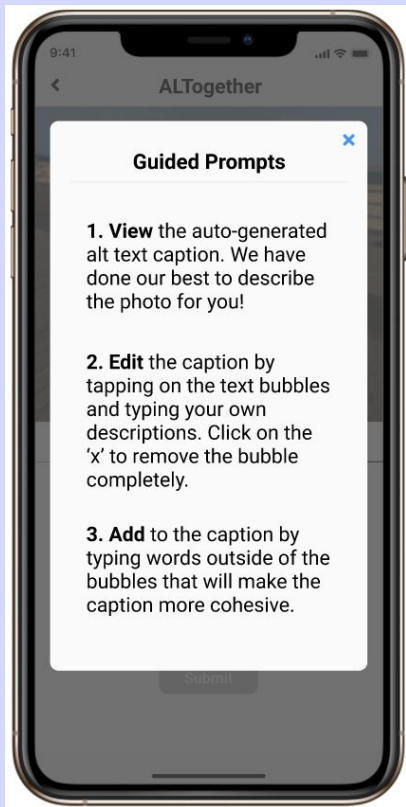 9:41
ALTogether
×
Guided Prompts
1. View the auto-generated
alt text caption. We have
done our best to describe
the photo for you!
2. Edit the caption by
tapping on the text bubbles
and typing your own
descriptions. Click on the
‘x’ to remove the bubble
completely.
3. Add to the caption by
typing words outside of the
bubbles that will make the
caption more cohesive.
Submit